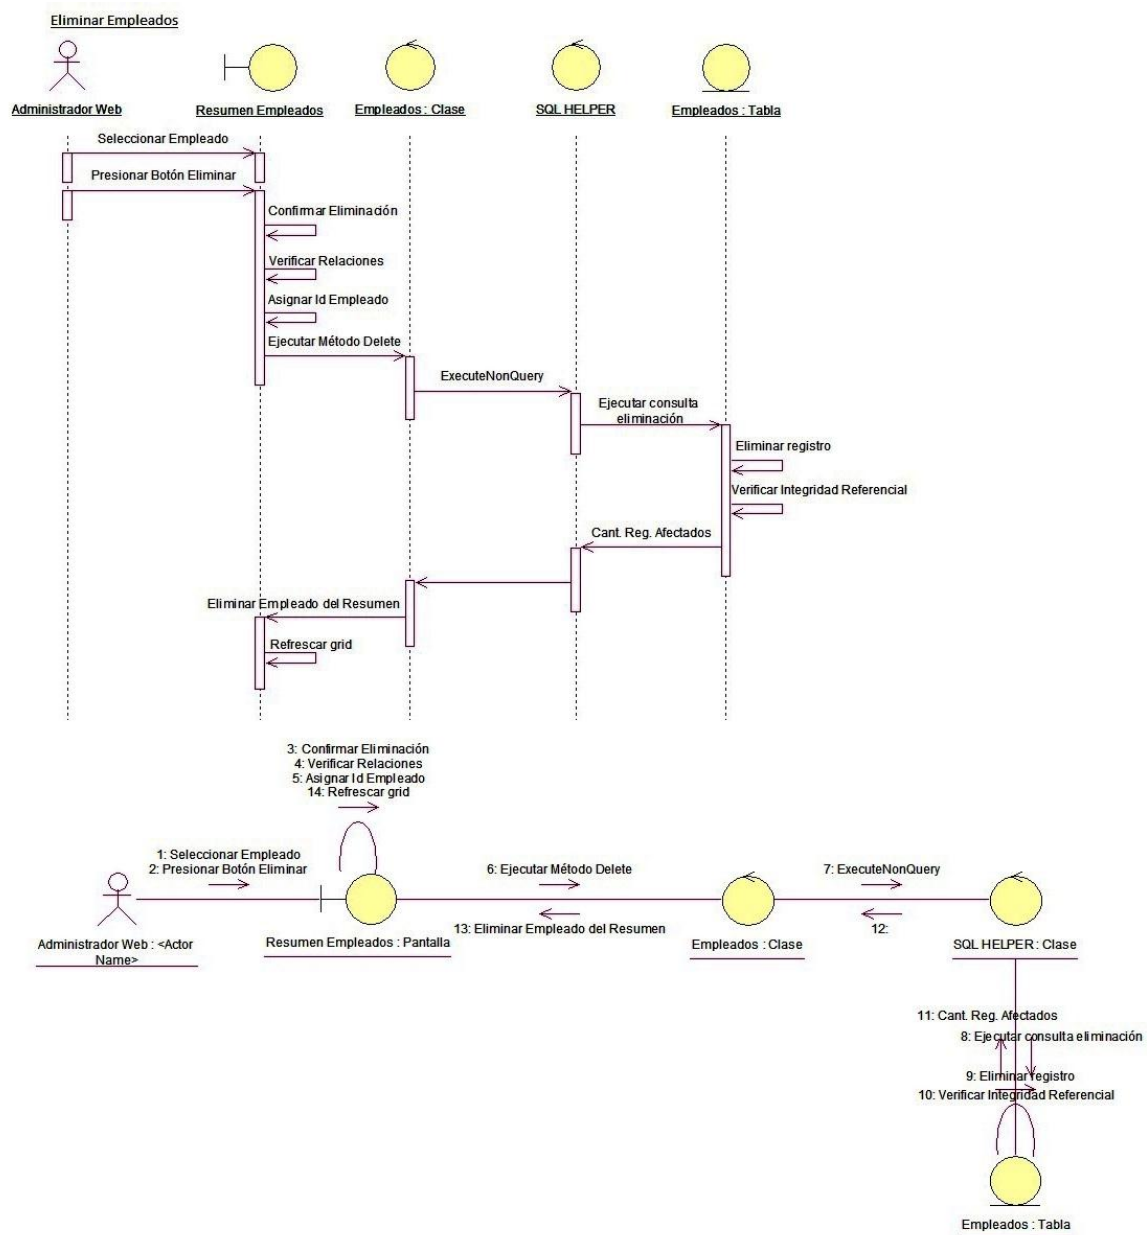 Eliminar Empleados
Administrador Web
Resumen Empleados
Empleados : Clase
SQL HELPER
Empleados : Tabla
Seleccionar Empleado
Presionar Botón Eliminar
Confirmar Eliminación
Verificar Relaciones
Asignar Id Empleado
Ejecutar Método Delete
ExecuteNonQuery
Ejecutar consulta
eliminación
Eliminar registro
Verificar Integridad Referencial
Cant. Reg. Afectados
Eliminar Empleado del Resumen
Refrescar grid
3: Confirmar Eliminación
4: Verificar Relaciones
5: Asignar Id Empleado
14: Refrescar grid
1: Seleccionar Empleado
2: Presionar Botón Eliminar
6: Ejecutar Método Delete
7: ExecuteNonQuery
13: Eliminar Empleado del Resumen
12:
Administrador Web : <Actor
Name>
Resumen Empleados : Pantalla
Empleados : Clase
SQL HELPER : Clase
11: Cant. Reg. Afectados
8: Ejecutar consulta eliminación
9: Eliminar registro
10: Verificar Integridad Referencial
Empleados : Tabla